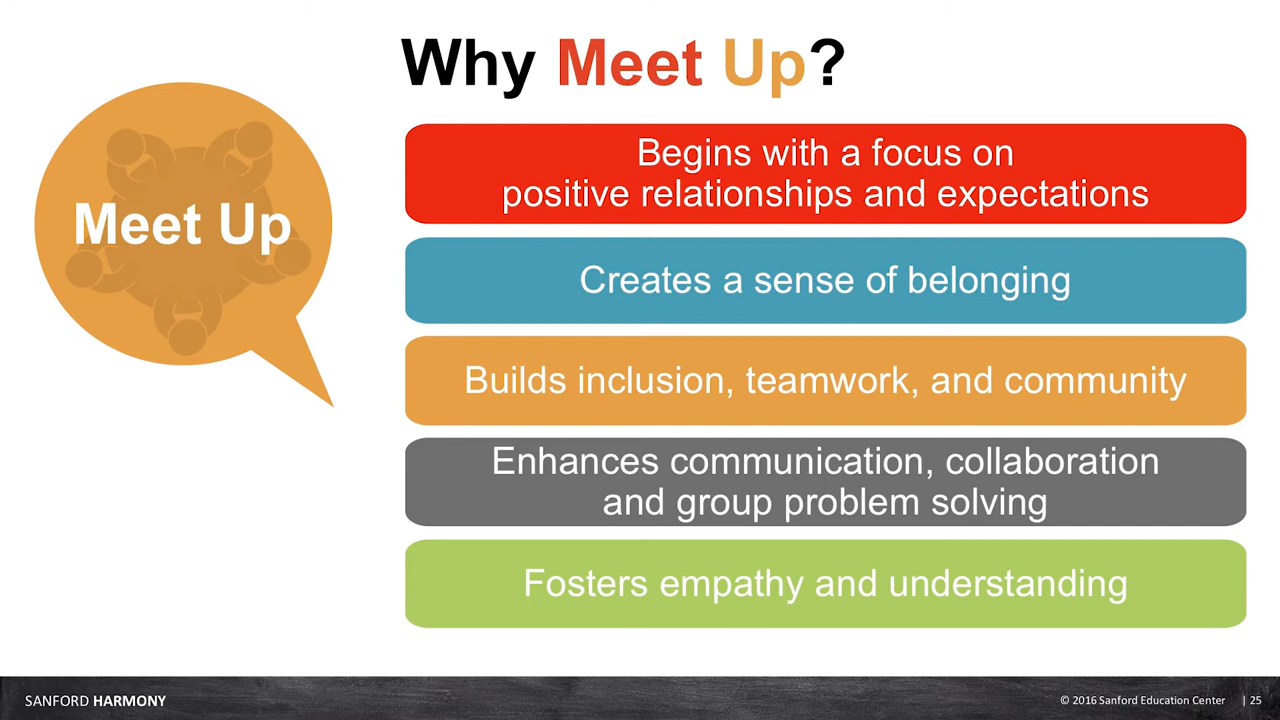 Why Meet Up?
Meet Up
Begins with a focus on
positive relationships and expectations
Creates a sense of belonging
Builds inclusion, teamwork, and community
Enhances communication, collaboration
and group problem solving
Fosters empathy and understanding
SANFORD HARMONY
© 2016 Sanford Education Center | 25